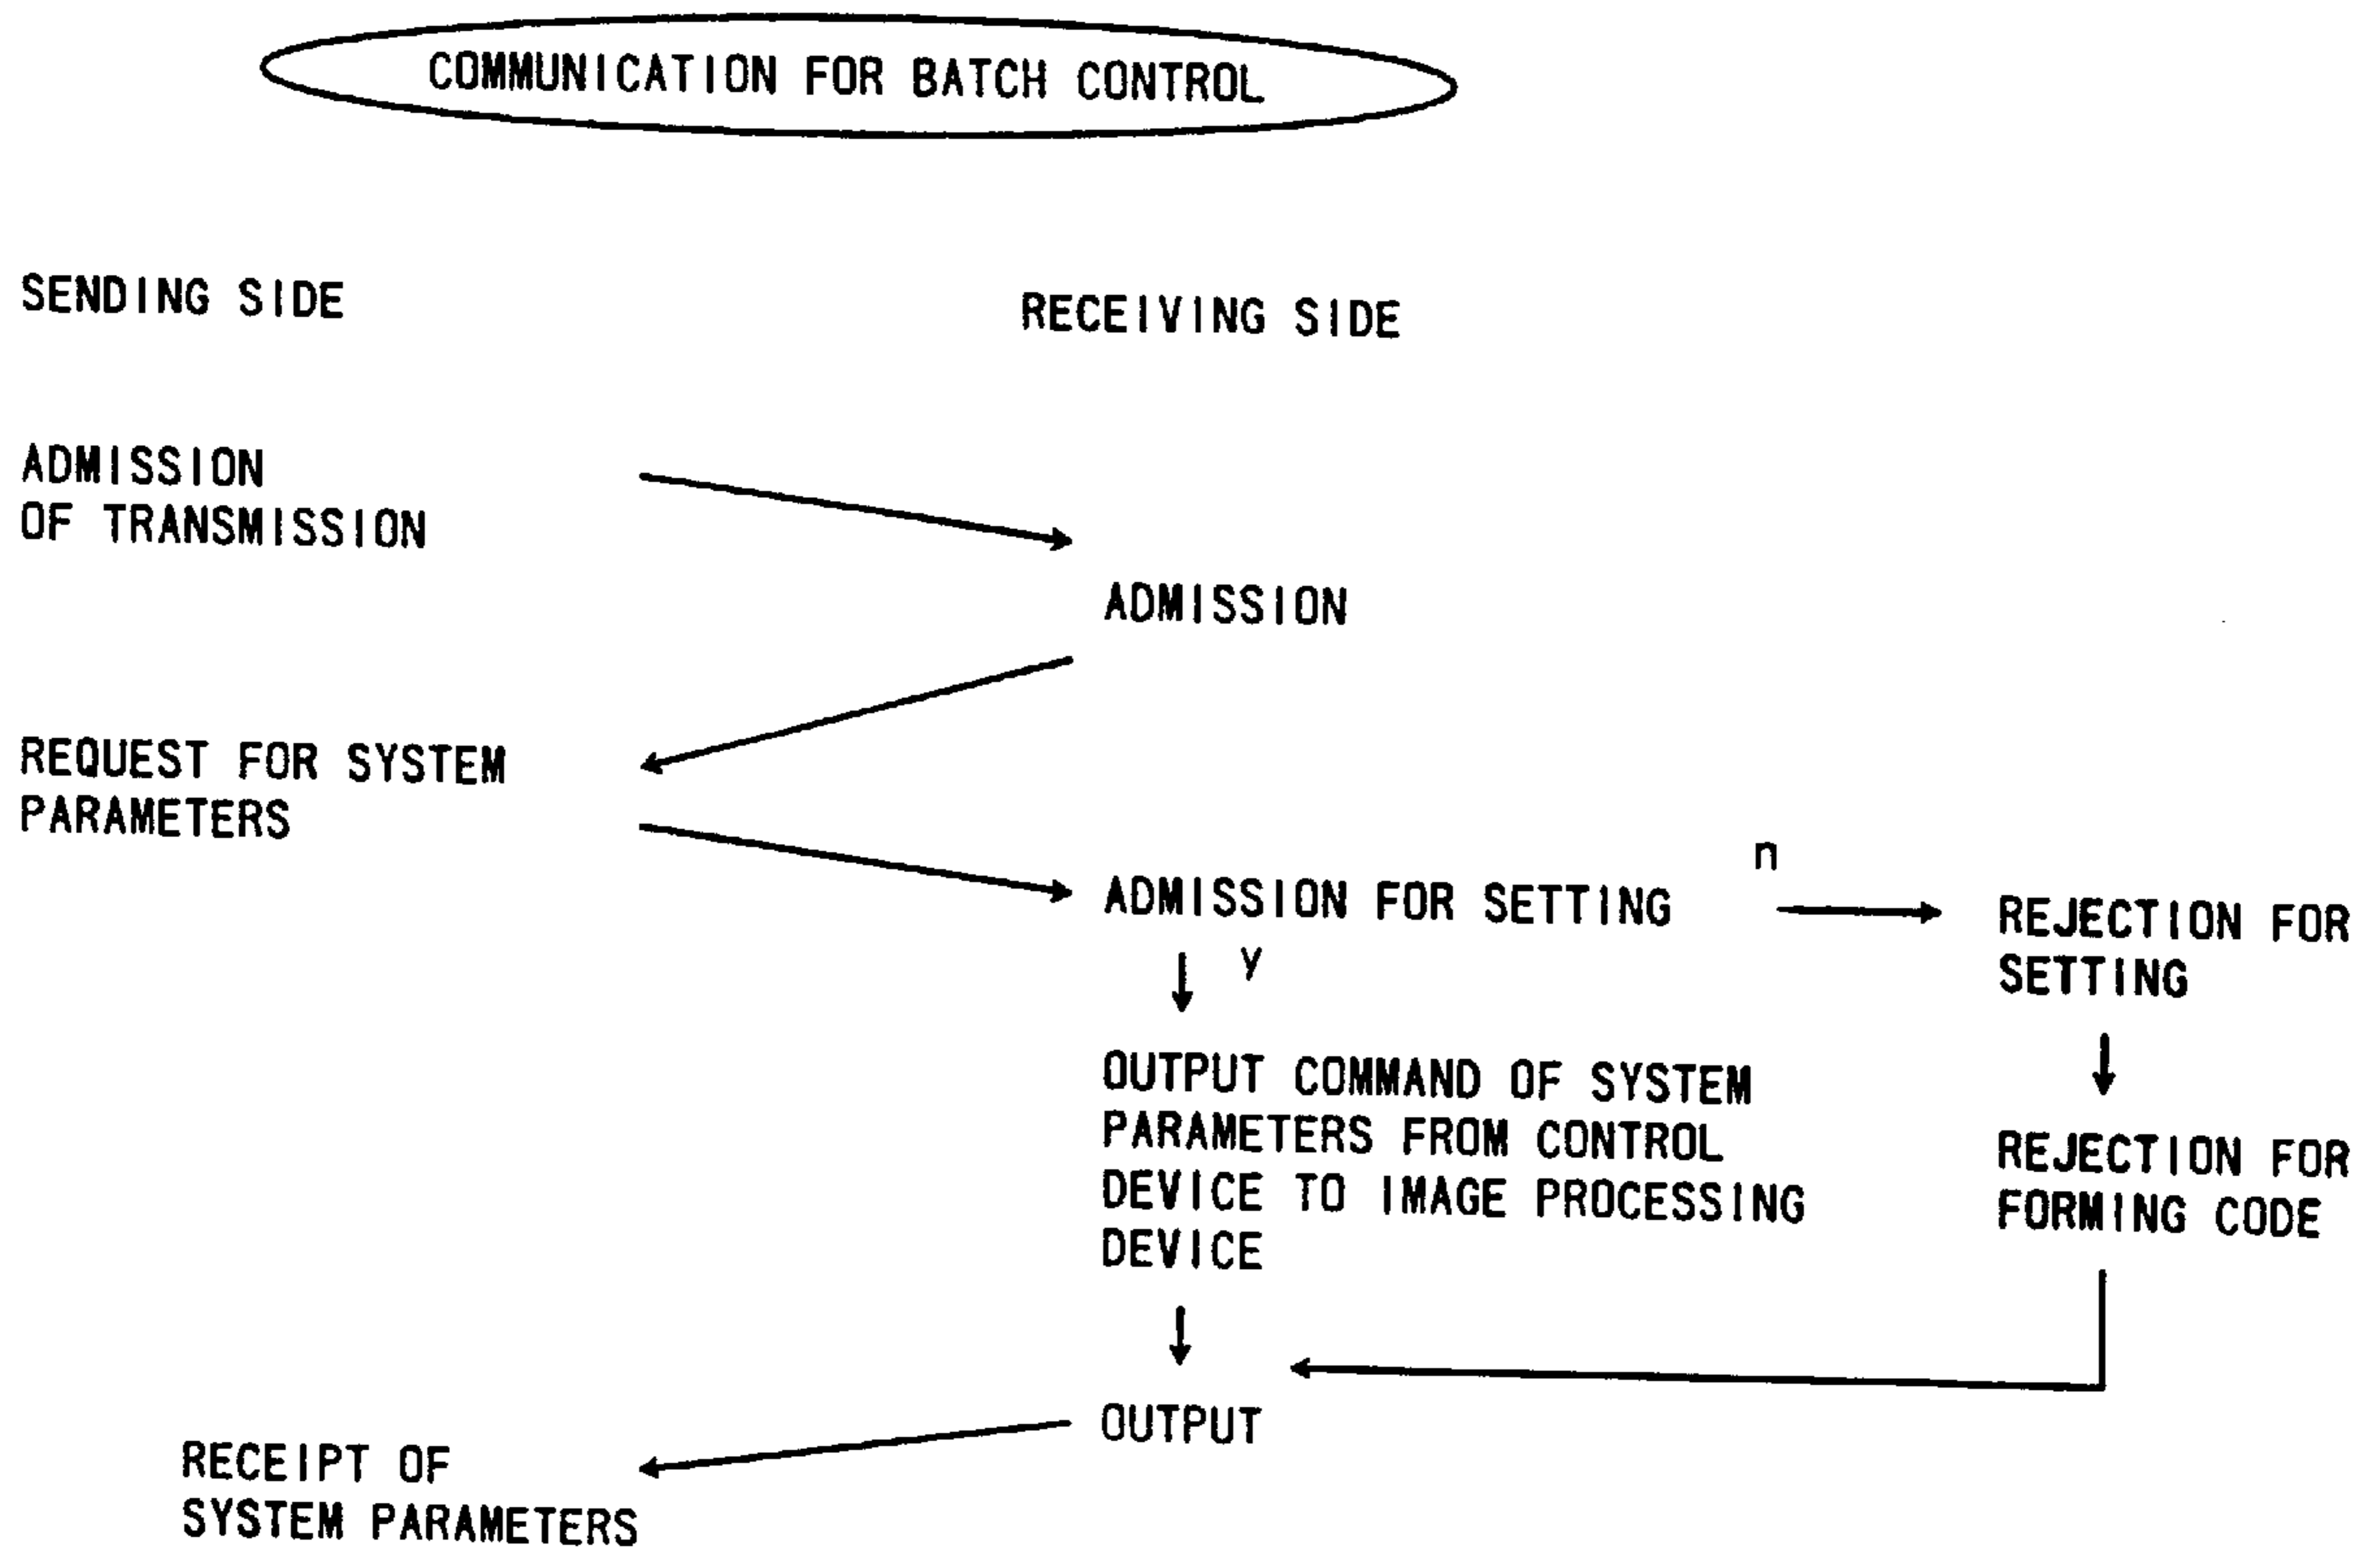 COMMUNICATION FOR BATCH CONTROL
SENDING SIDE
RECEIVING SIDE
ADMISSION
OF TRANSMISSION
ADMISSION
REQUEST FOR SYSTEM
PARAMETERS
n
ADMISSION FOR SETTING
REJECTION FOR
SETTING
y
OUTPUT COMMAND OF SYSTEM
PARAMETERS FROM CONTROL
DEVICE TO IMAGE PROCESSING
DEVICE
REJECTION FOR
FORMING CODE
OUTPUT
RECEIPT OF
SYSTEM PARAMETERS